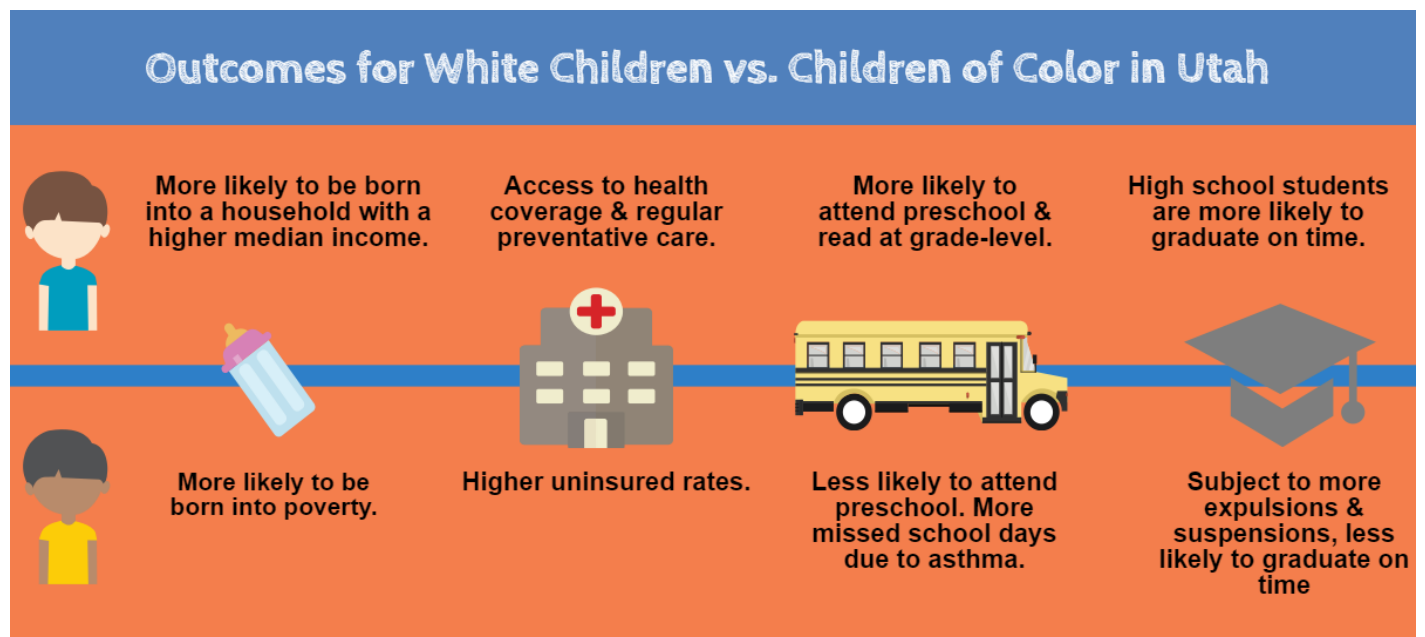 Outcomes for White Children vs. Children of Color in Utah
More likely to be born
into a household with a
higher median income.
Access to health
coverage & regular
preventative care.
More likely to
attend preschool &
read at grade-level.
High school students
are more likely to
graduate on time.
More likely to be
born into poverty.
Higher uninsured rates.
Less likely to attend
preschool. More
missed school days
due to asthma.
Subject to more
expulsions &
suspensions, less
likely to graduate on
time